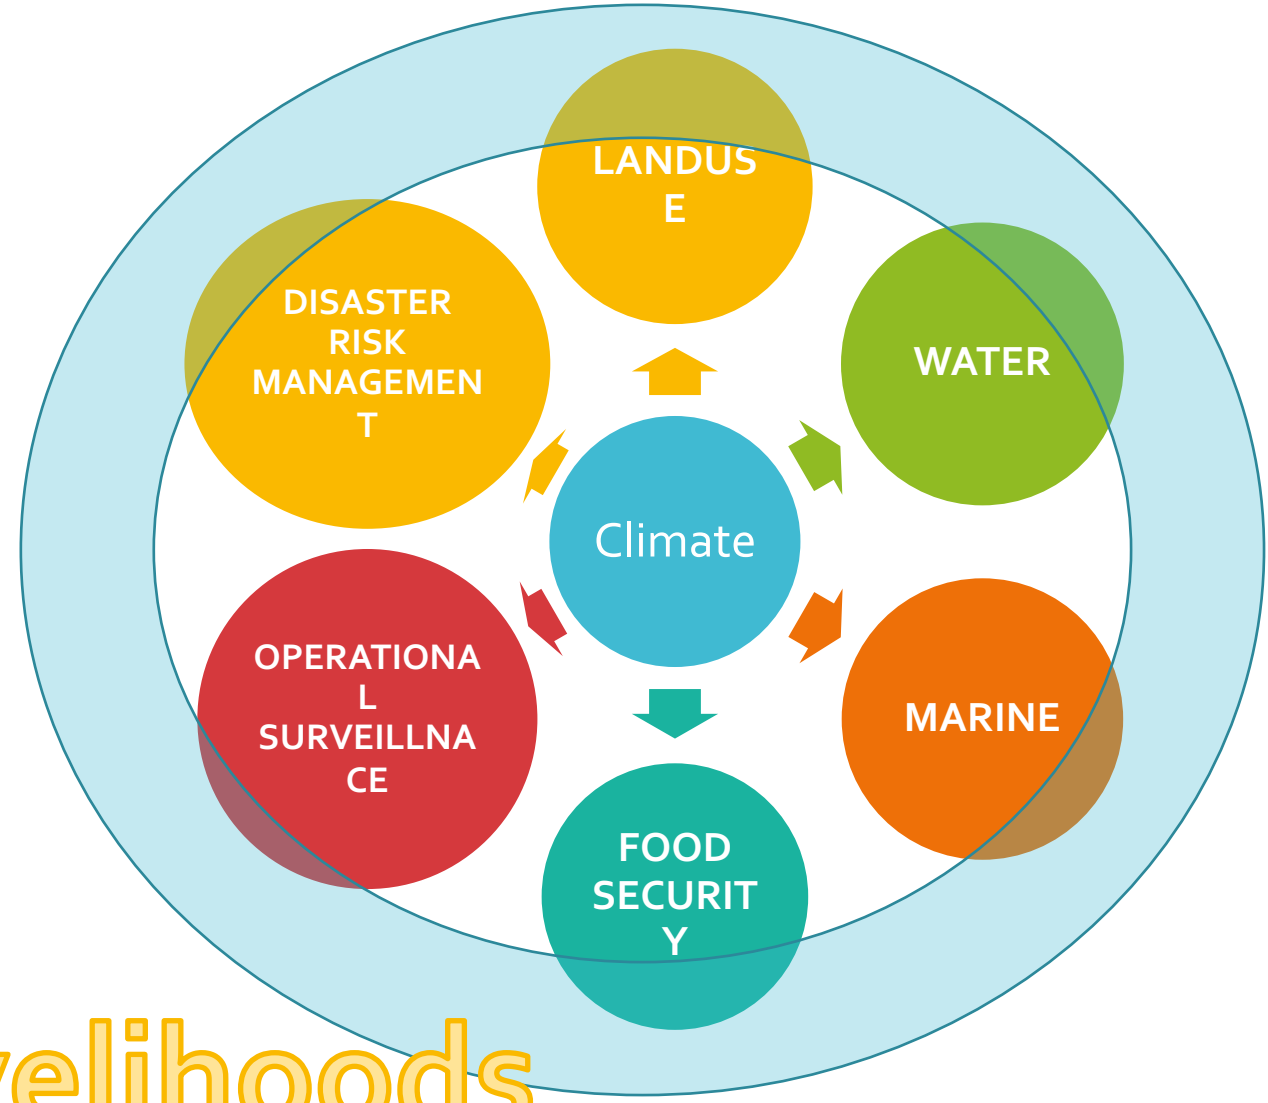 LANDUS
E
DISASTER
RISK
MANAGEMEN
T
WATER
Climate
OPERATIONA
L
SURVEILLNA
CE
MARINE
FOOD
SECURIT
Y
velihoods